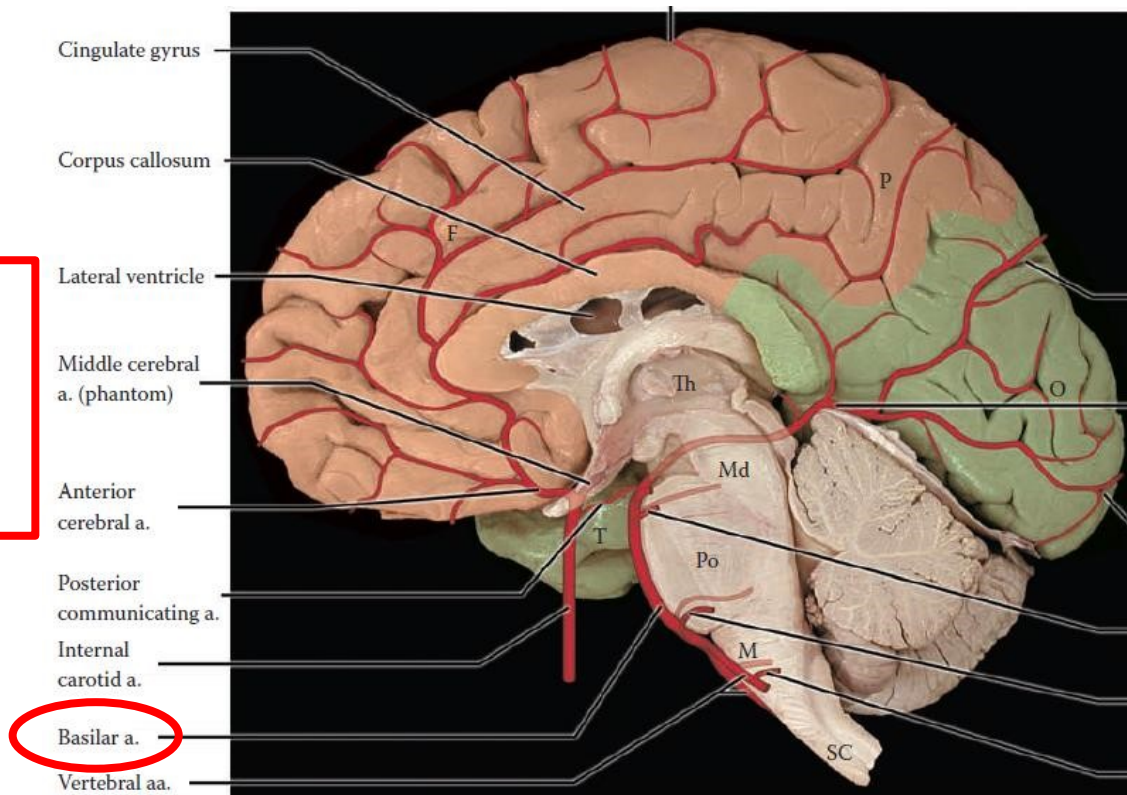 Cingulate gyrus
Corpus callosum
Lateral ventricle
Middle cerebral
a. (phantom)
Anterior
cerebral a.
Posterior
communicating a.
Internal
carotid a.
Basilar a.
Vertebral aa.
F
P
O
Th
Md
T
Po
M
SC